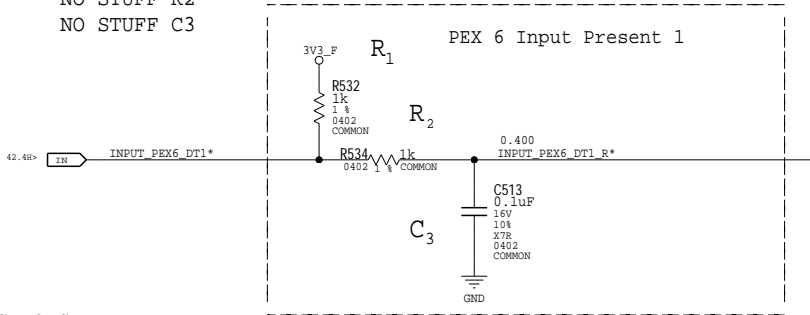 NO STUFF R2
NO STUFF C3
PEX 6 Input Present 1
3V3_F
R1
R532
1k
1 %
0402
COMMON
R2
42.4H>
IN
INPUT_PEX6_DT1*
R534
1k
0402 1 % COMMON
0.400
INPUT_PEX6_DT1_R*
C513
0.1uF
16V
10%
X7R
0402
COMMON
C3
GND